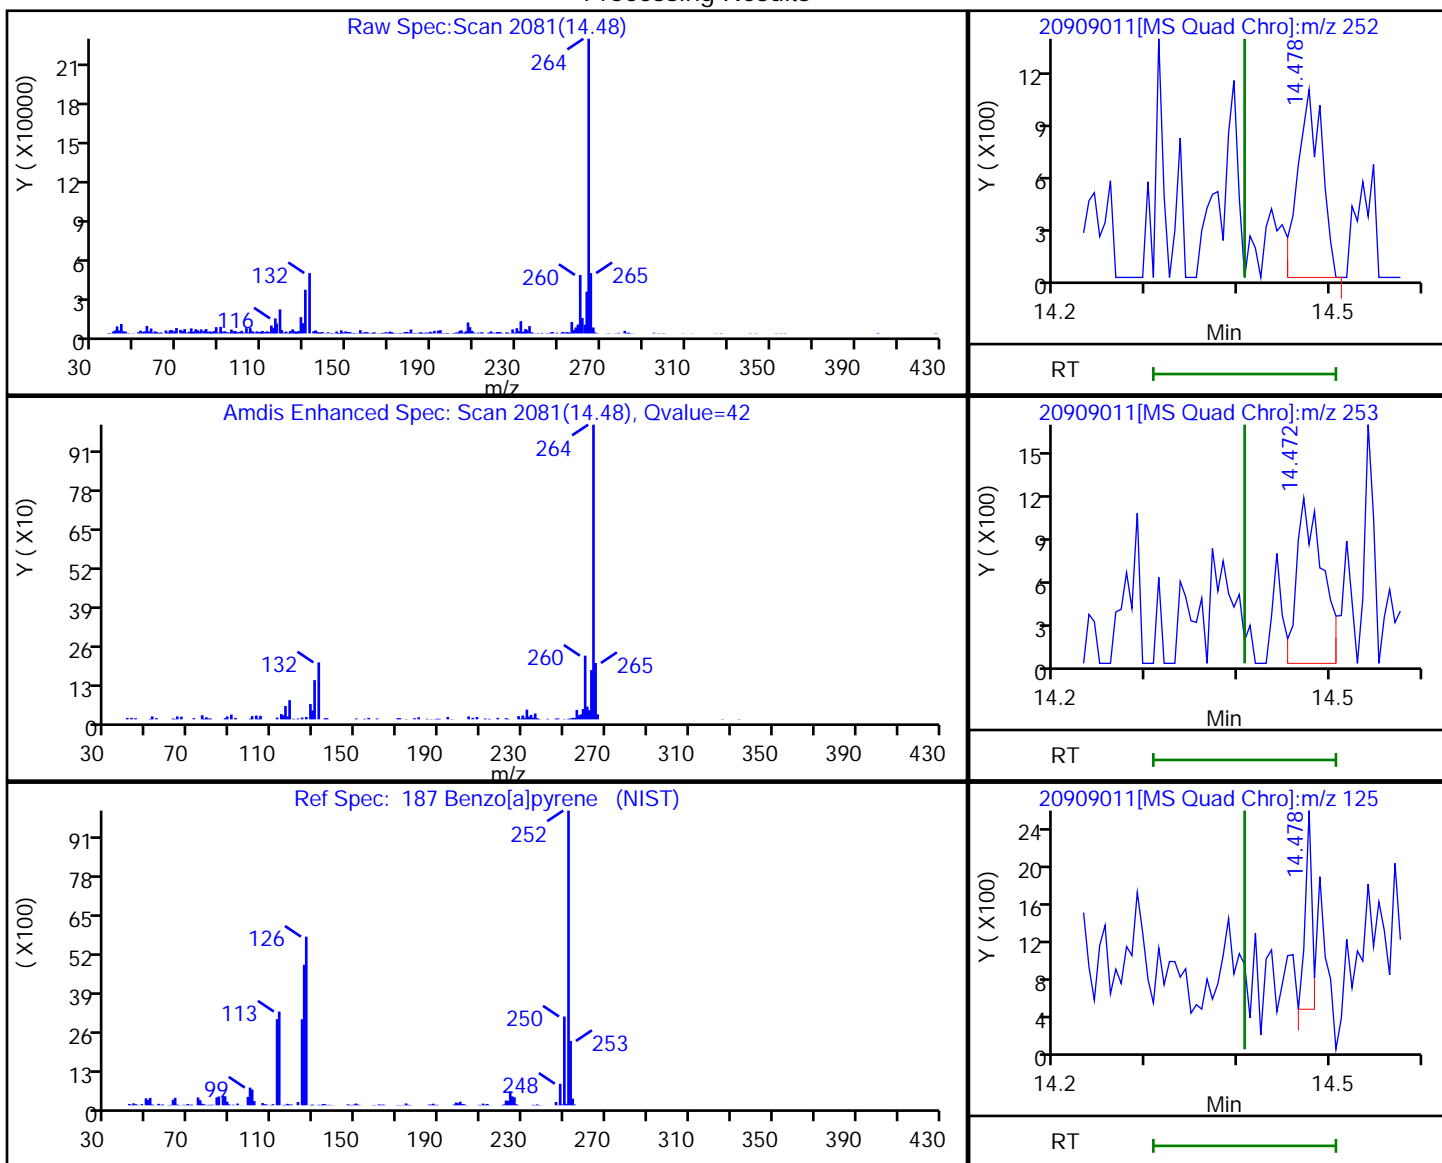 Processing Results
Raw Spec:Scan 2081(14.48)
Y ( X10000)
21
18
15
12
9
6
3
0
264
132
116
260
265
30 70 110 150 190 230 270 310 350 390 430
m/z
20909011[MS Quad Chro]:m/z 252
Y ( X100)
12
9
6
3
0
14.478
14.2 14.5
Min
RT
Amdis Enhanced Spec: Scan 2081(14.48), Qvalue=42
Y ( X10)
91
78
65
52
39
26
13
0
264
132
260
265
30 70 110 150 190 230 270 310 350 390 430
m/z
20909011[MS Quad Chro]:m/z 253
Y ( X100)
15
12
9
6
3
0
14.472
14.2 14.5
Min
RT
Ref Spec: 187 Benzo[a]pyrene (NIST)
( X100)
91
78
65
52
39
26
13
0
252
126
113
250
253
99
248
30 70 110 150 190 230 270 310 350 390 430
20909011[MS Quad Chro]:m/z 125
Y ( X100)
24
20
16
12
8
4
0
14.478
14.2 14.5
Min
RT